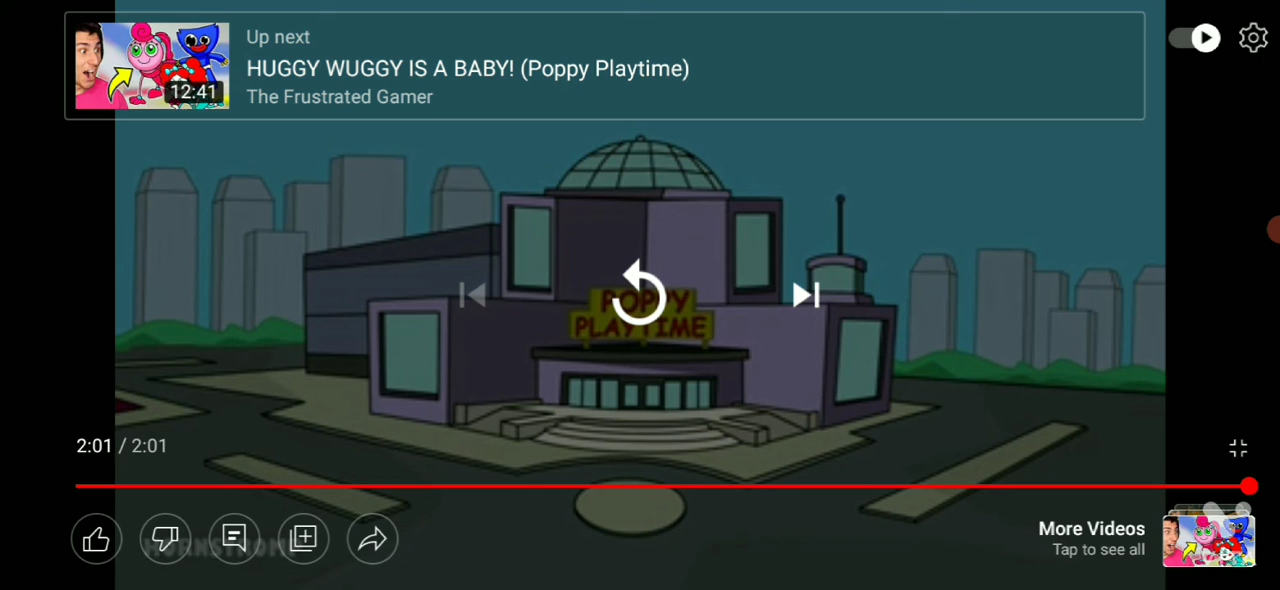 Up next
HUGGY WUGGY IS A BABY! (Poppy Playtime)
12:41
The Frustrated Gamer
POPPY
PLAYTIME
2:01 / 2:01
More Videos
Tap to see all